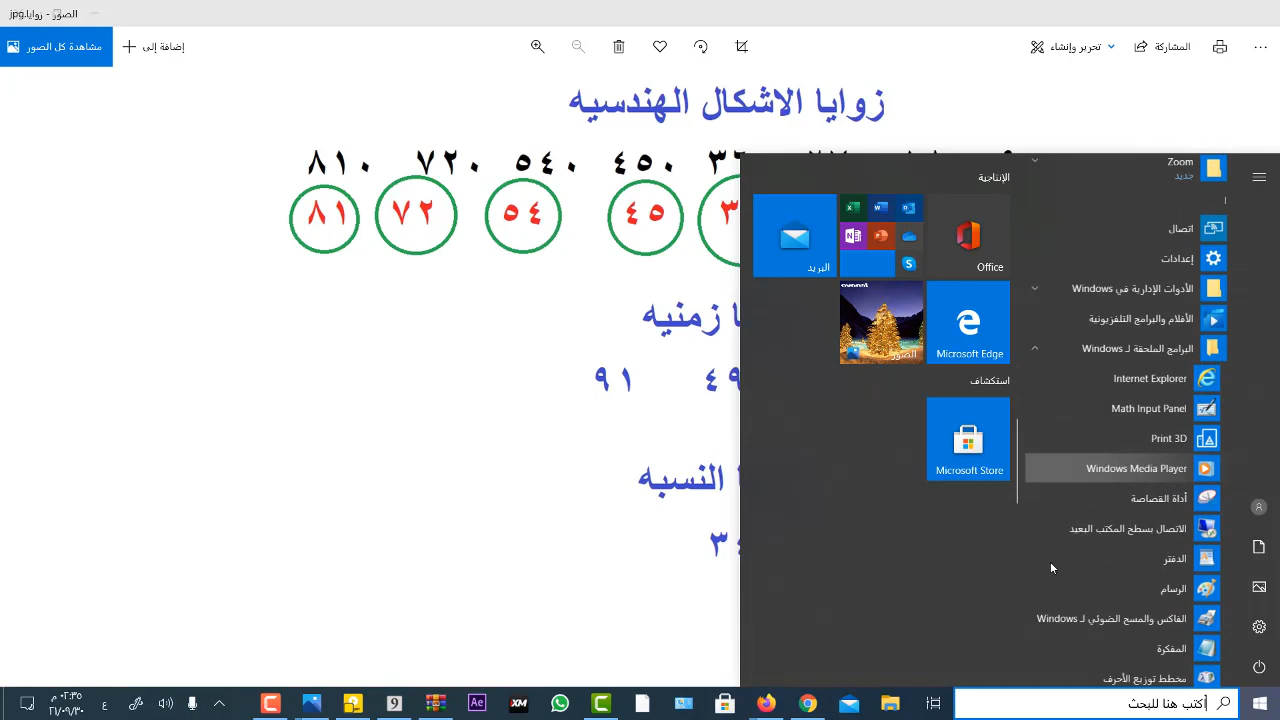 الصور - زوايا.jpg
مشاهدة كل الصور
إضافة إلى
تحرير وإنشاء
المشاركة
زوايا الاشكال الهندسيه
٤٥٠ ٥٤٠ ٧٢٠ ٨١٠
٤٥ ٥٤ ٧٢ ٨١
زمنيه
٩١
النسبه
الإنتاجية
البريد
Office
الصور
Microsoft Edge
استكشاف
Microsoft Store
Zoom
جديد
ا
اتصال
إعدادات
الأدوات الإدارية في Windows
الأفلام والبرامج التلفزيونية
البرامج الملحقة لـ Windows
Internet Explorer
Math Input Panel
Print 3D
Windows Media Player
أداة القصاصة
الاتصال بسطح المكتب البعيد
الدفتر
الرسام
الفاكس والمسح الضوئي لـ Windows
المفكرة
مخطط توزيع الأحرف
اكتب هنا للبحث
ع
٠٢:٣٥
٢١/٠٩/٣٠